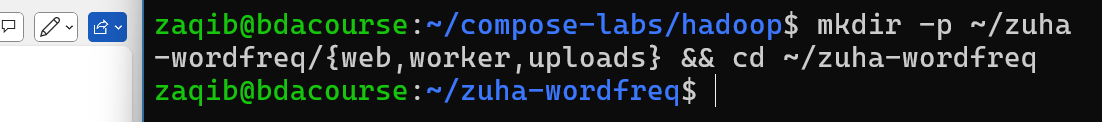 zaqib@bdacourse:~/compose-labs/hadoop$ mkdir -p ~/zuha
-wordfreq/{web,worker,uploads} && cd ~/zuha-wordfreq
zaqib@bdacourse:~/zuha-wordfreq$